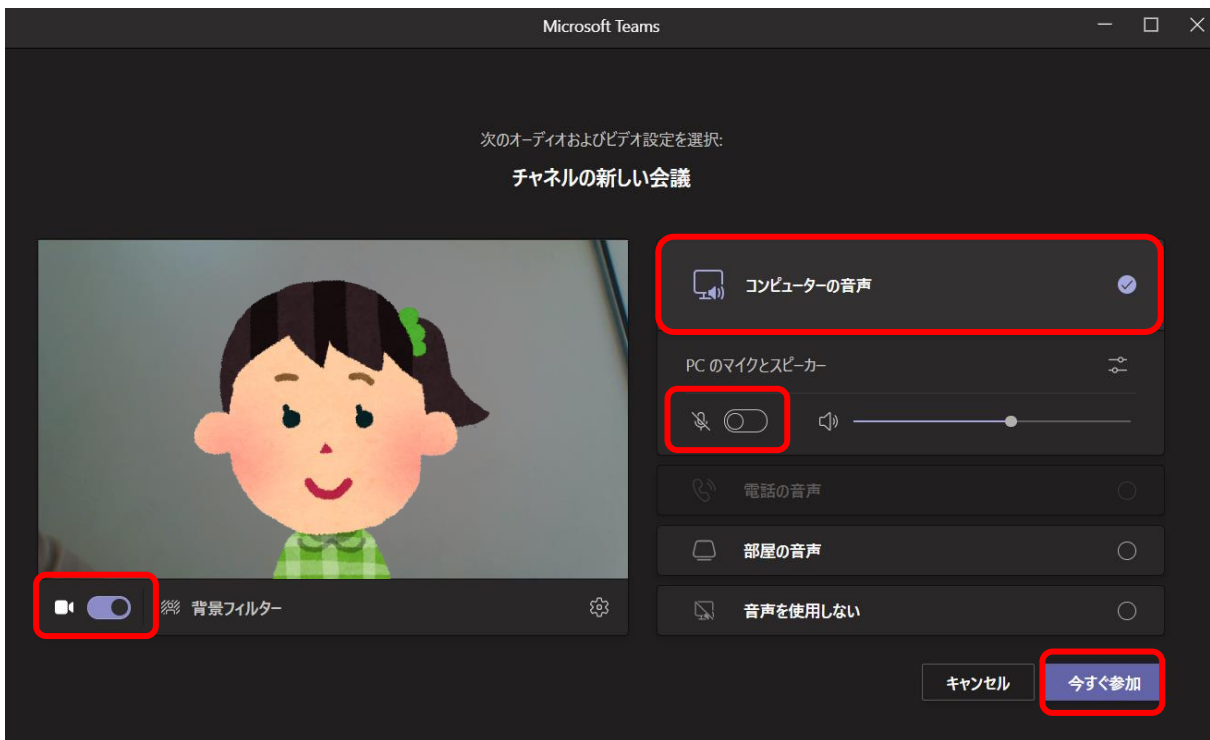 Microsoft Teams
次のオーディオおよびビデオ設定を選択:
チャネルの新しい会議
コンピューターの音声
PC のマイクとスピーカー
電話の音声
部屋の音声
背景フィルター
音声を使用しない
キャンセル
今すぐ参加